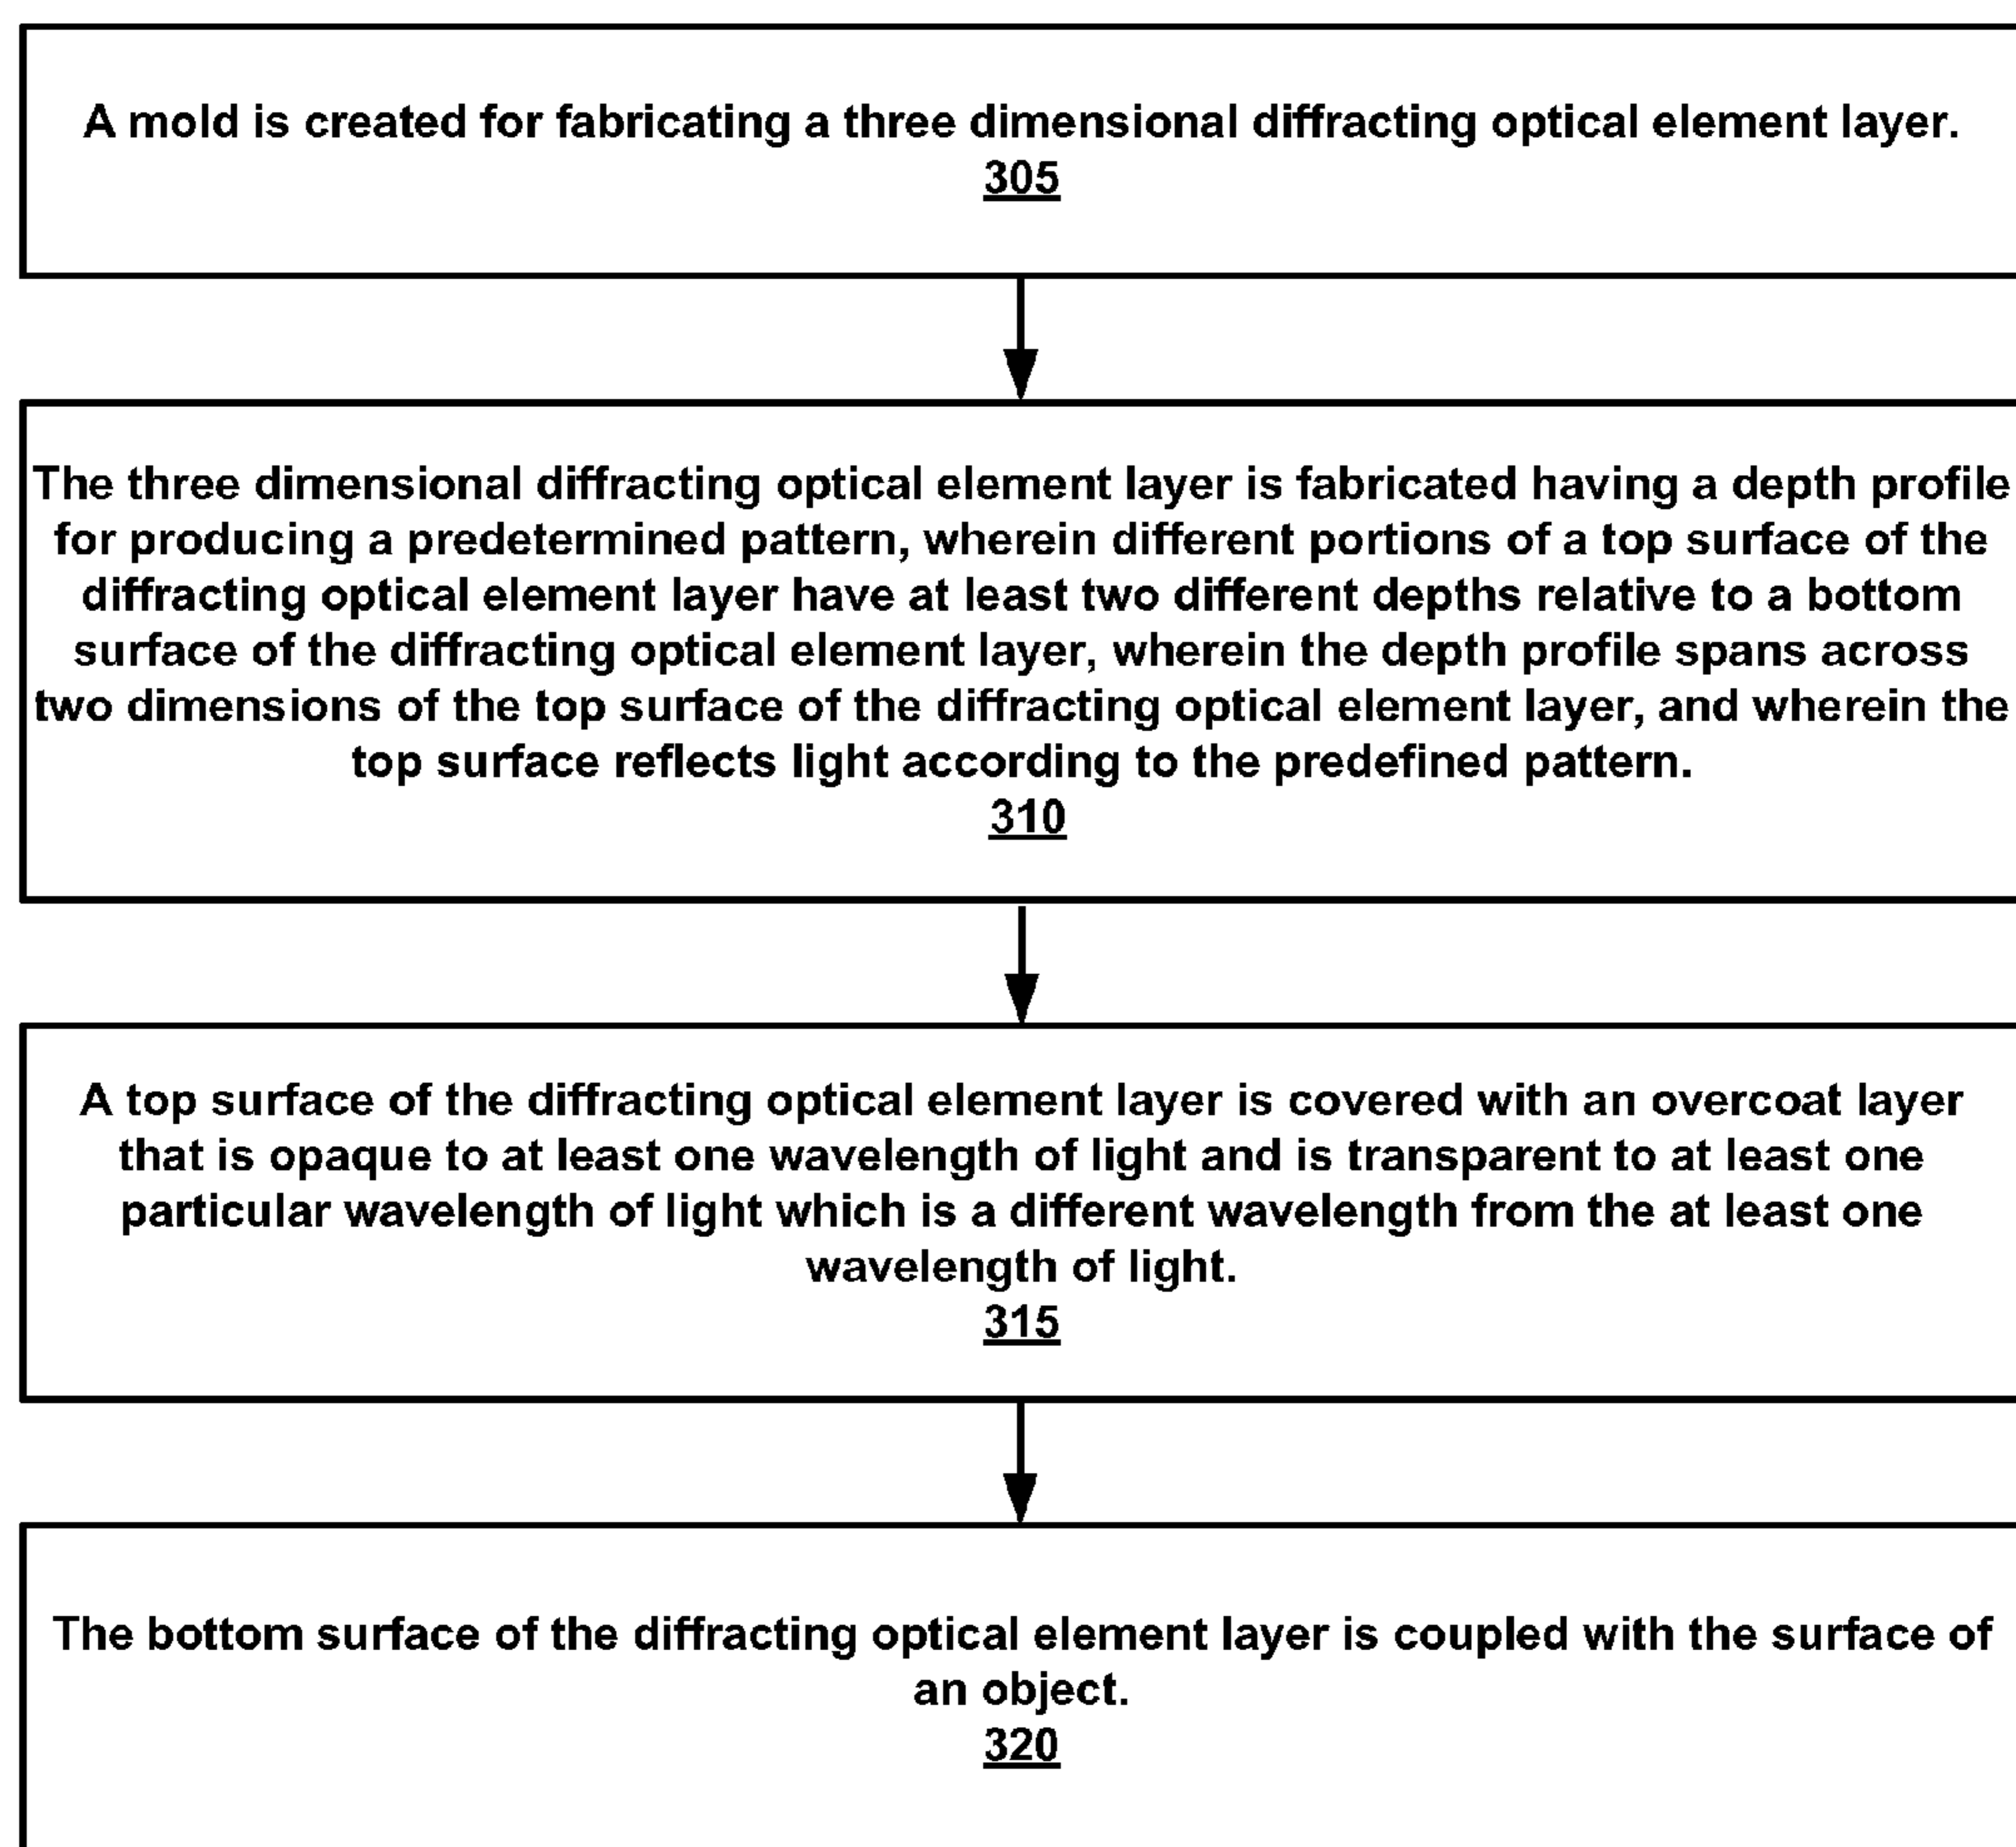 A mold is created for fabricating a three dimensional diffracting optical element layer.
305
The three dimensional diffracting optical element layer is fabricated having a depth profile
for producing a predetermined pattern, wherein different portions of a top surface of the
diffracting optical element layer have at least two different depths relative to a bottom
surface of the diffracting optical element layer, wherein the depth profile spans across
two dimensions of the top surface of the diffracting optical element layer, and wherein the
top surface reflects light according to the predefined pattern.
310
A top surface of the diffracting optical element layer is covered with an overcoat layer
that is opaque to at least one wavelength of light and is transparent to at least one
particular wavelength of light which is a different wavelength from the at least one
wavelength of light.
315
The bottom surface of the diffracting optical element layer is coupled with the surface of
an object.
320